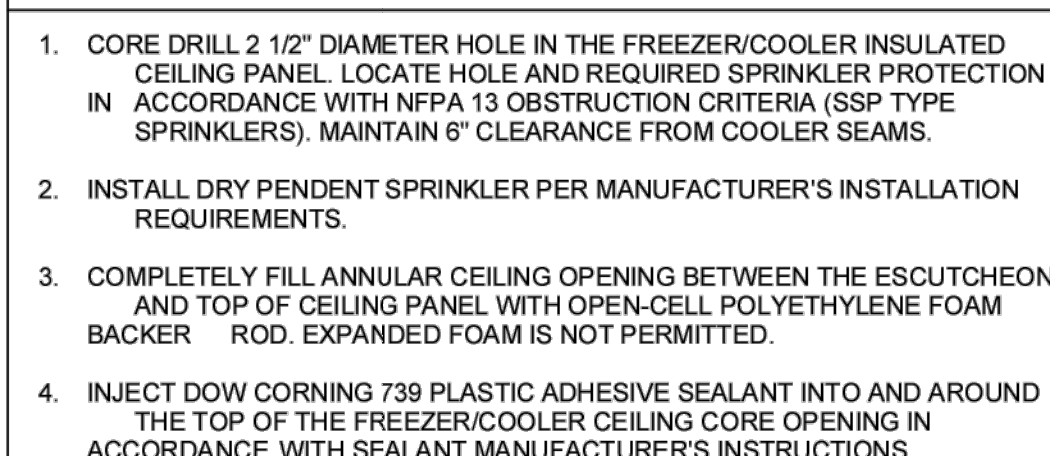 1. CORE DRILL 2 1/2" DIAMETER HOLE IN THE FREEZER/COOLER INSULATED
CEILING PANEL. LOCATE HOLE AND REQUIRED SPRINKLER PROTECTION
IN ACCORDANCE WITH NFPA 13 OBSTRUCTION CRITERIA (SSP TYPE
SPRINKLERS). MAINTAIN 6" CLEARANCE FROM COOLER SEAMS.
2. INSTALL DRY PENDENT SPRINKLER PER MANUFACTURER'S INSTALLATION
REQUIREMENTS.
3. COMPLETELY FILL ANNULAR CEILING OPENING BETWEEN THE ESCUTCHEON
AND TOP OF CEILING PANEL WITH OPEN-CELL POLYETHYLENE FOAM
BACKER ROD. EXPANDED FOAM IS NOT PERMITTED.
4. INJECT DOW CORNING 739 PLASTIC ADHESIVE SEALANT INTO AND AROUND
THE TOP OF THE FREEZER/COOLER CEILING CORE OPENING IN
ACCORDANCE WITH SEALANT MANUFACTURER'S INSTRUCTIONS